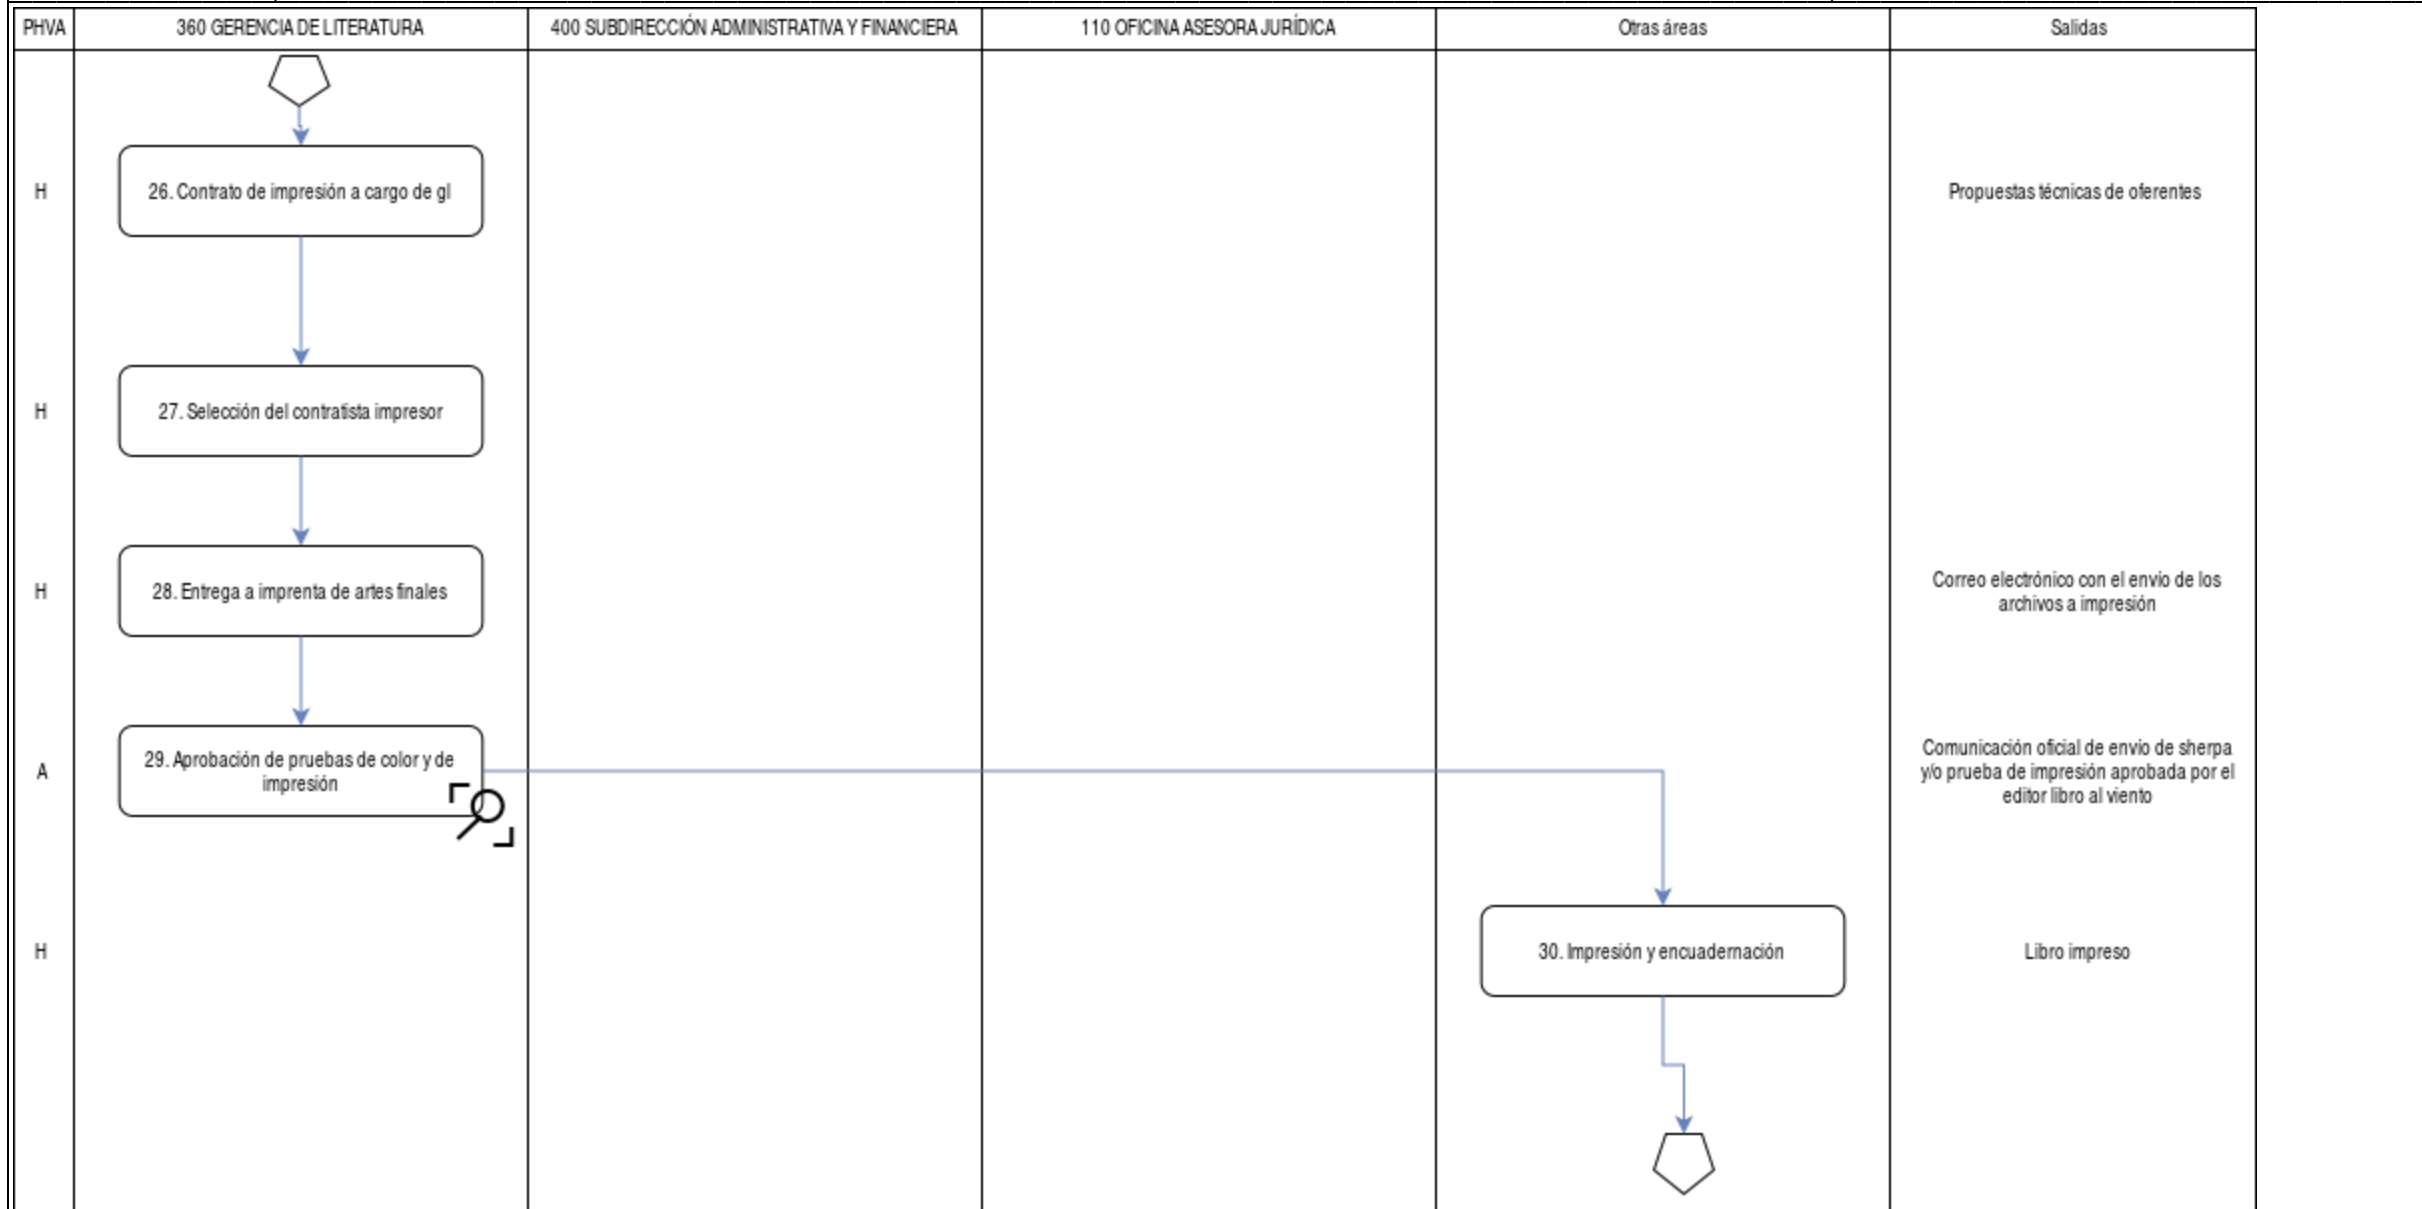 PHVA
360 GERENCIA DE LITERATURA
400 SUBDIRECCIÓN ADMINISTRATIVA Y FINANCIERA
110 OFICINA ASESORA JURÍDICA
Otras áreas
Salidas
H
26. Contrato de impresión a cargo de gl
Propuestas técnicas de oferentes
H
27. Selección del contratista impresor
H
28. Entrega a imprenta de artes finales
Correo electrónico con el envío de los
archivos a impresión
A
29. Aprobación de pruebas de color y de
impresión
Comunicación oficial de envío de sherpa
y/o prueba de impresión aprobada por el
editor libro al viento
H
30. Impresión y encuadernación
Libro impreso